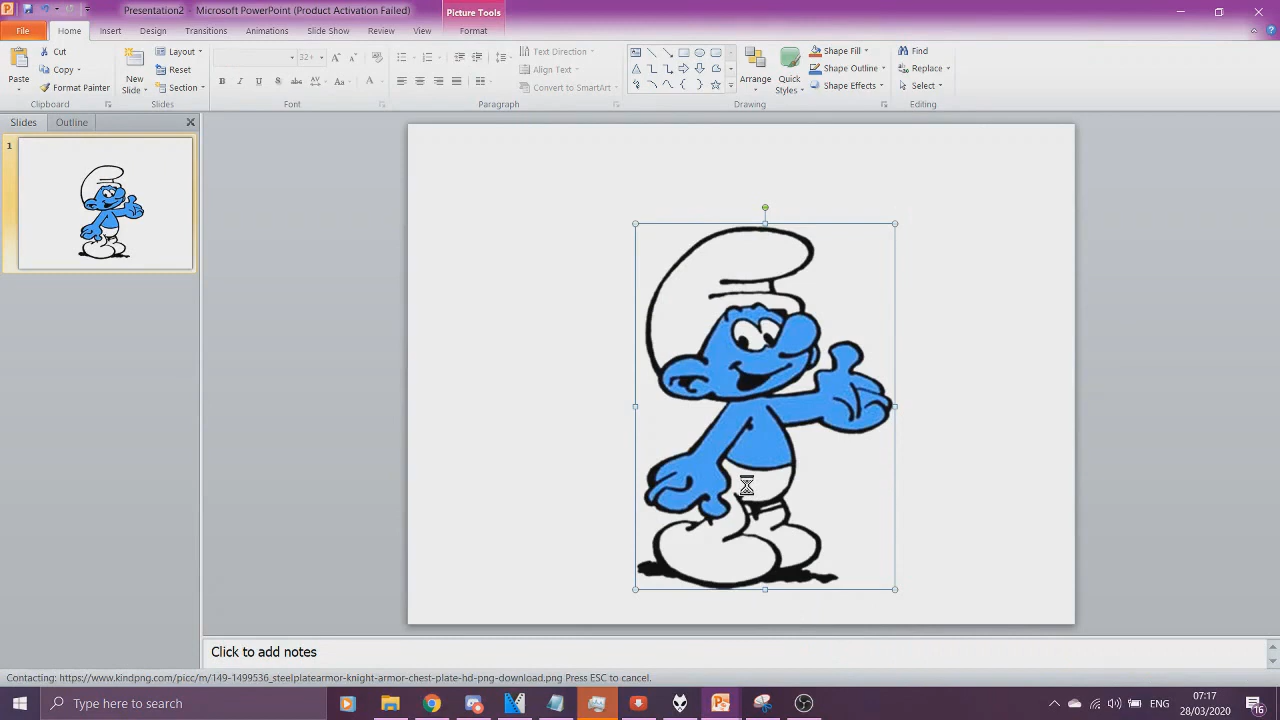 Presentation2 - Microsoft PowerPoint (Product Activation Failed)
Picture Tools
File
Home
Insert
Design
Transitions
Animations
Slide Show
Review
View
Format
Paste
Cut
Copy
Format Painter
Clipboard
New
Slide
Layout
Reset
Section
Slides
32
Font
Text Direction
Align Text
Convert to SmartArt
Paragraph
Arrange
Quick
Styles
Shape Fill
Shape Outline
Shape Effects
Drawing
Find
Replace
Select
Editing
Slides
Outline
1
Click to add notes
Contacting: https://www.kindpng.com/picc/m/149-1499536_steelplatearmor-knight-armor-chest-plate-hd-png-download.png Press ESC to cancel.
Type here to search
ENG
07:17
28/03/2020